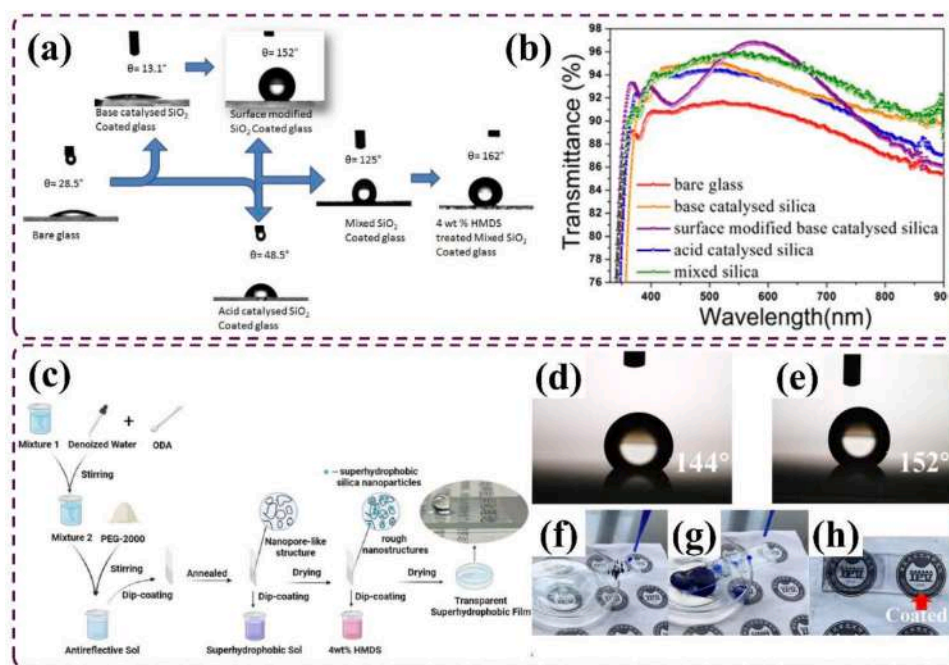 (a)
θ= 13.1°
Base catalysed SiO2
Coated glass
θ= 152°
Surface modified
SiO2 Coated glass
θ= 28.5°
Bare glass
θ= 125°
Mixed SiO2
Coated glass
θ= 162°
4 wt % HMDS
treated Mixed SiO2
Coated glass
θ= 48.5°
Acid catalysed SiO2
Coated glass
(b)
Transmittance (%)
98
96
94
92
90
88
86
84
82
80
78
76
bare glass
base catalysed silica
surface modified base catalysed silica
acid catalysed silica
mixed silica
400 500 600 700 800 90
Wavelength(nm)
(c)
+
Mixture 1 Denoized Water ODA
Stirring
Mixture 2 PEG-2000
Stirring
Dip-coating
Antireflective Sol
Annealed
Nanopore-like
structure
Drying
Dip-coating
Superhydrophobic Sol
superhydrophobic
silica nanoparticles
rough
nanostructures
Drying
Dip-coating
4wt% HMDS
Transparent
Superhydrophobic Film
(d)
144°
(e)
152°
(f)
(g)
(h)
Coated